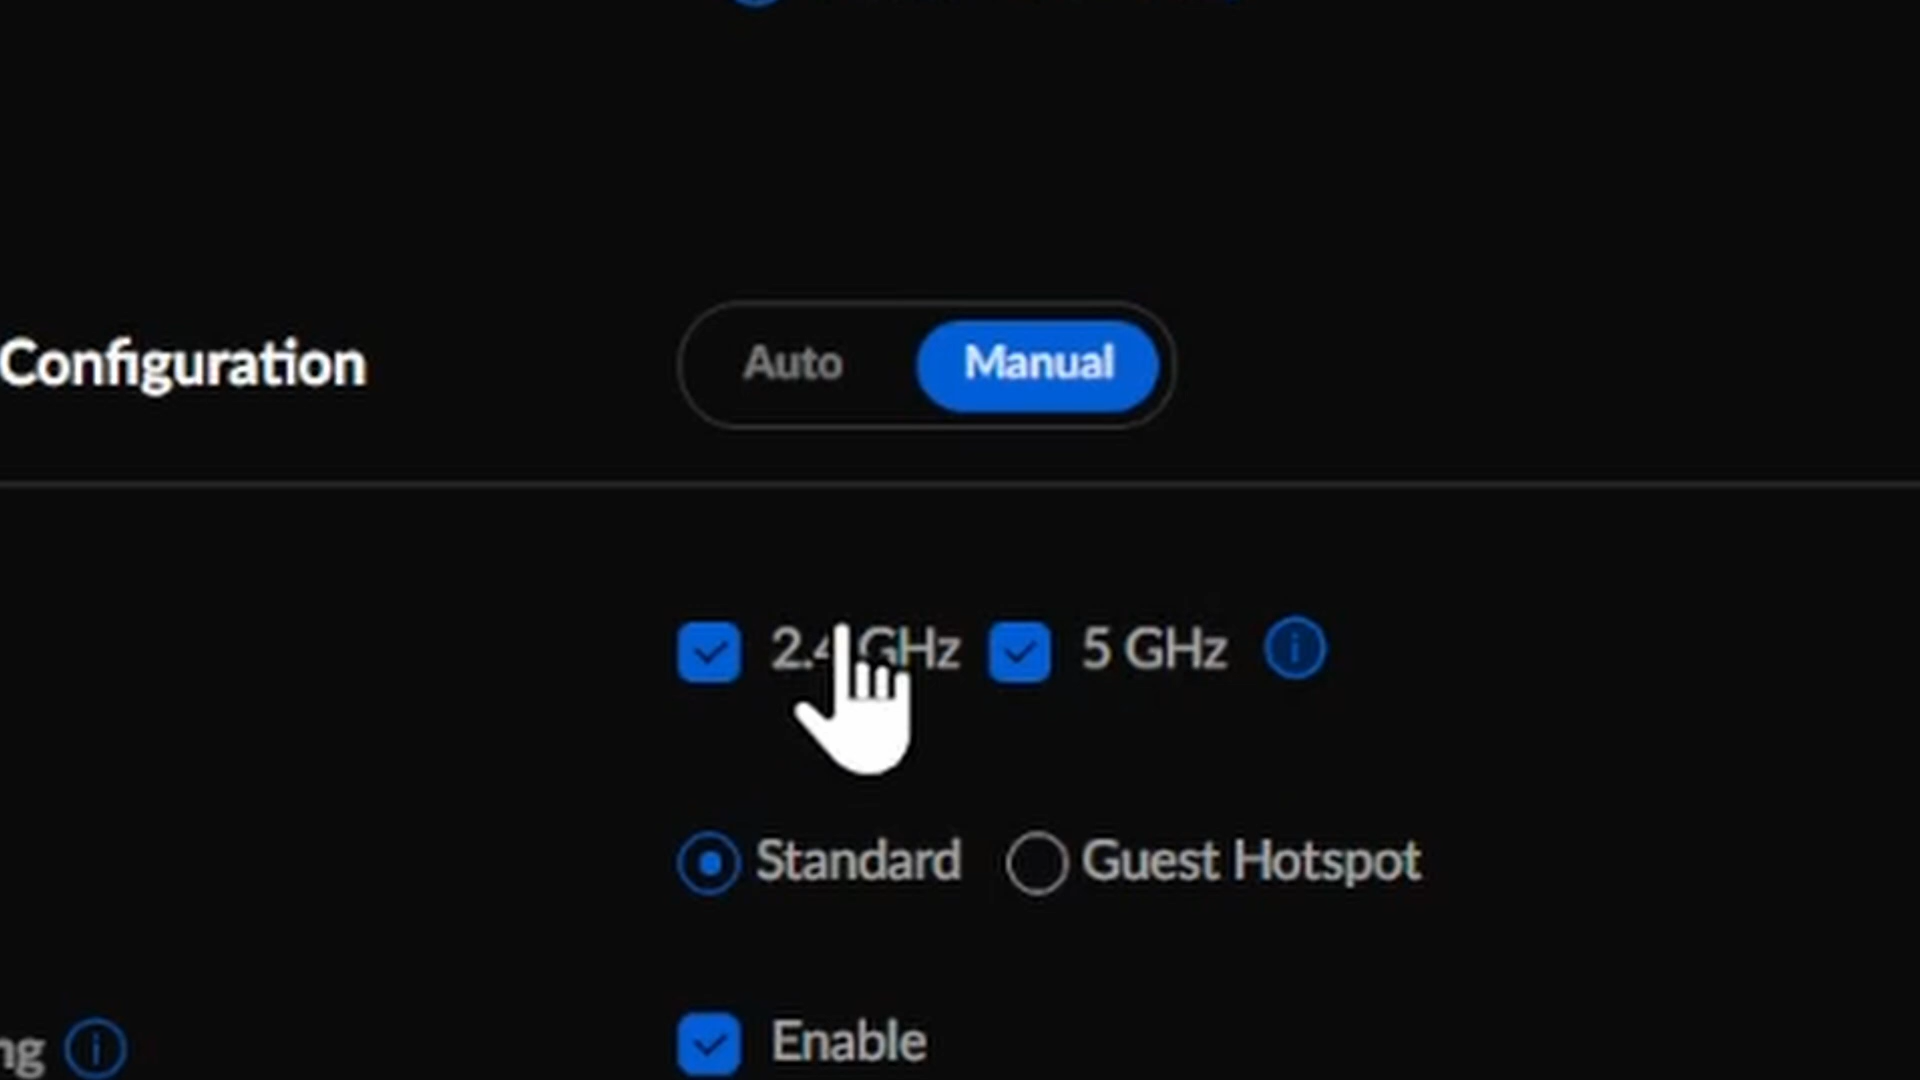 Configuration Auto Manual
2.4 GHz 5 GHz
Standard Guest Hotspot
ng Enable